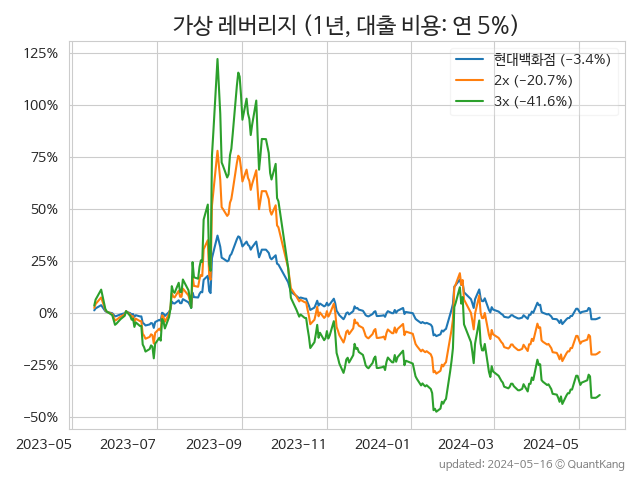 가상 레버리지 (1년, 대출 비용: 연 5%)
현대백화점 (−3.4%)
2x (−20.7%)
3x (−41.6%)
125%
100%
75%
50%
25%
0%
−25%
−50%
2023-05 2023-07 2023-09 2023-11 2024-01 2024-03 2024-05
updated: 2024-05-16 © QuantKang